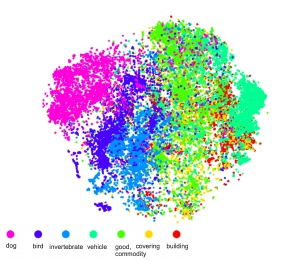 dog bird invertebrate vehicle good, covering building
commodity